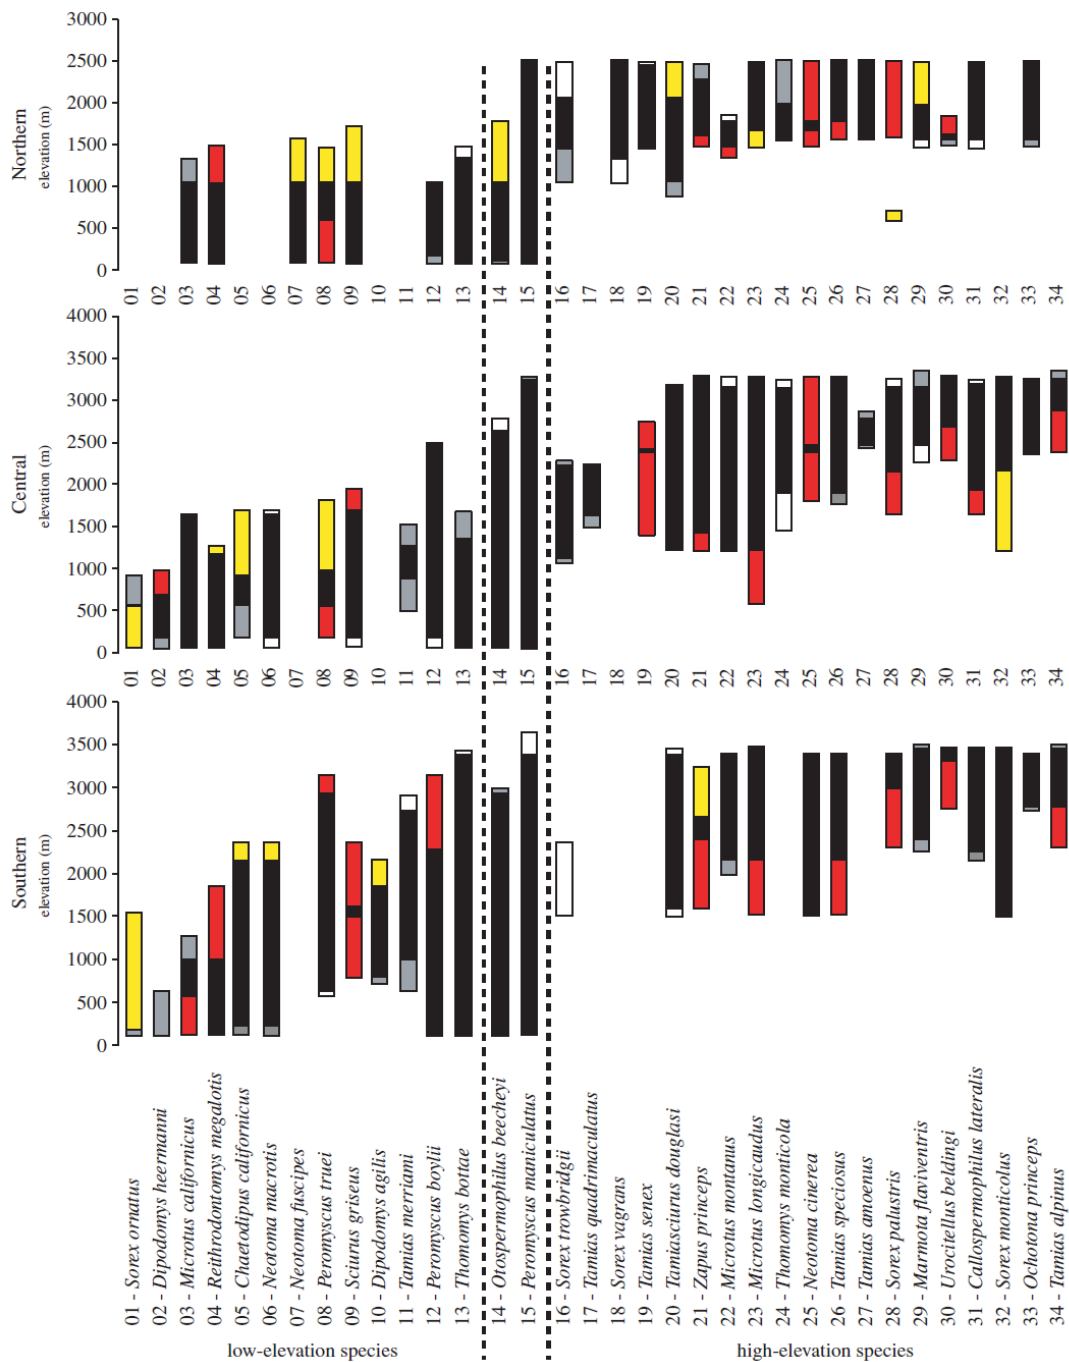 3000
2500
2000
1500
1000
500
0
Northern
elevation (m)
01 02 03 04 05 06 07 08 09 10 11 12 13 14 15 16 17 18 19 20 21 22 23 24 25 26 27 28 29 30 31 32 33 34
4000
3500
3000
2500
2000
1500
1000
500
0
Central
elevation (m)
01 02 03 04 05 06 07 08 09 10 11 12 13 14 15 16 17 18 19 20 21 22 23 24 25 26 27 28 29 30 31 32 33 34
4000
3500
3000
2500
2000
1500
1000
500
0
Southern
elevation (m)
01 - Sorex ornatus
02 - Dipodomys heermanni
03 - Microtus californicus
04 - Reithrodontomys megalotis
05 - Chaetodipus californicus
06 - Neotoma macrotis
07 - Neotoma fuscipes
08 - Peromyscus truei
09 - Sciurus griseus
10 - Dipodomys agilis
11 - Tamias merriami
12 - Peromyscus boylii
13 - Thomomys bottae
14 - Otospermophilus beecheyi
15 - Peromyscus maniculatus
16 - Sorex trowbridgii
17 - Tamias quadrimaculatus
18 - Sorex vagrans
19 - Tamias senex
20 - Tamiasciurus douglasi
21 - Zapus princeps
22 - Microtus montanus
23 - Microtus longicaudus
24 - Thomomys monticola
25 - Neotoma cinerea
26 - Tamias speciosus
27 - Tamias amoenus
28 - Sorex palustris
29 - Marmota flaviventris
30 - Urocitellus beldingi
31 - Callospermophilus lateralis
32 - Sorex monticolus
33 - Ochotona princeps
34 - Tamias alpinus
low-elevation species
high-elevation species